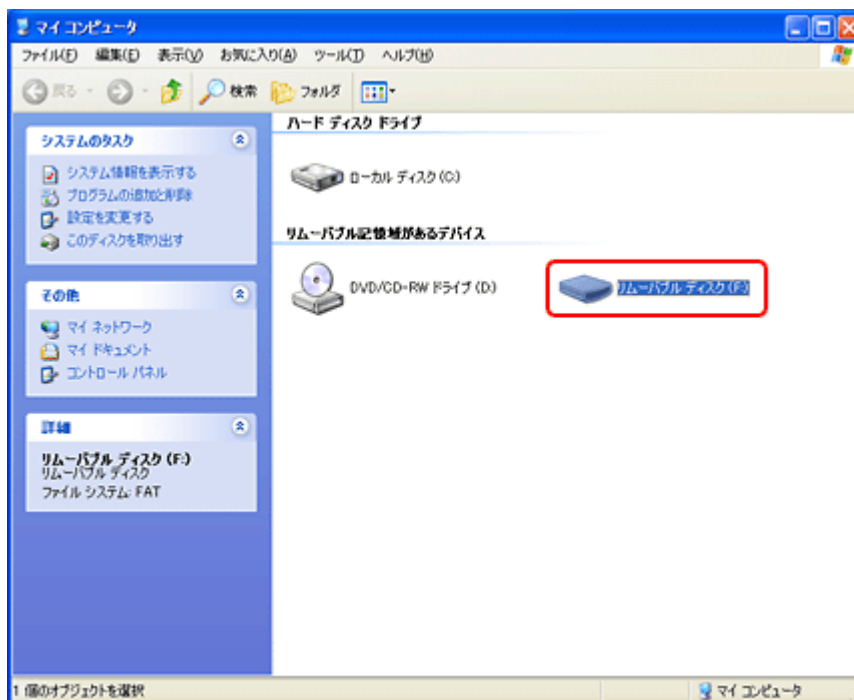 マイ コンピュータ
ファイル(F) 編集(E) 表示(V) お気に入り(A) ツール(T) ヘルプ(H)
戻る 検索 フォルダ
システムのタスク
システム情報を表示する
プログラムの追加と削除
設定を変更する
このディスクを取り出す
その他
マイ ネットワーク
マイ ドキュメント
コントロール パネル
詳細
リムーバブル ディスク (F:)
リムーバブル ディスク
ファイル システム: FAT
ハード ディスク ドライブ
ローカル ディスク (C:)
リムーバブル記憶域があるデバイス
DVD/CD-RW ドライブ (D:)
リムーバブル ディスク (F:)
1 個のオブジェクトを選択
マイ コンピュータ